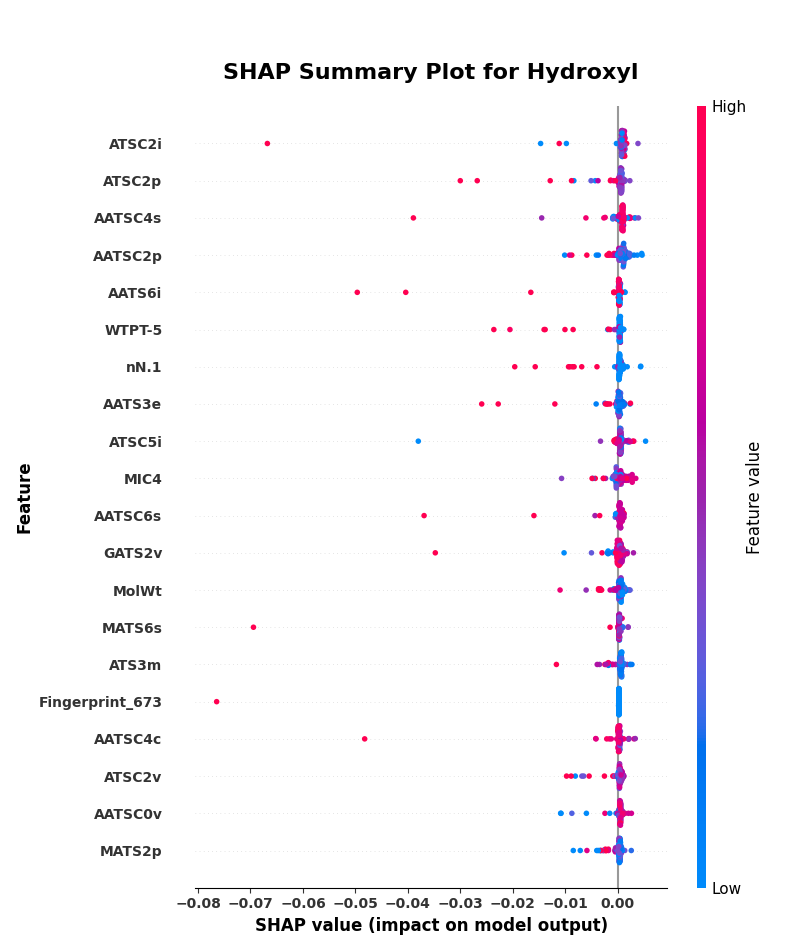 SHAP Summary Plot for Hydroxyl
High
ATSC2i
ATSC2p
AATSC4s
AATSC2p
AATS6i
WTPT-5
nN.1
AATS3e
ATSC5i
MIC4
AATSC6s
GATS2v
MolWt
MATS6s
ATS3m
Fingerprint_673
AATSC4c
ATSC2v
AATSC0v
MATS2p
Feature
Feature value
Low
−0.08 −0.07 −0.06 −0.05 −0.04 −0.03 −0.02 −0.01 0.00
SHAP value (impact on model output)